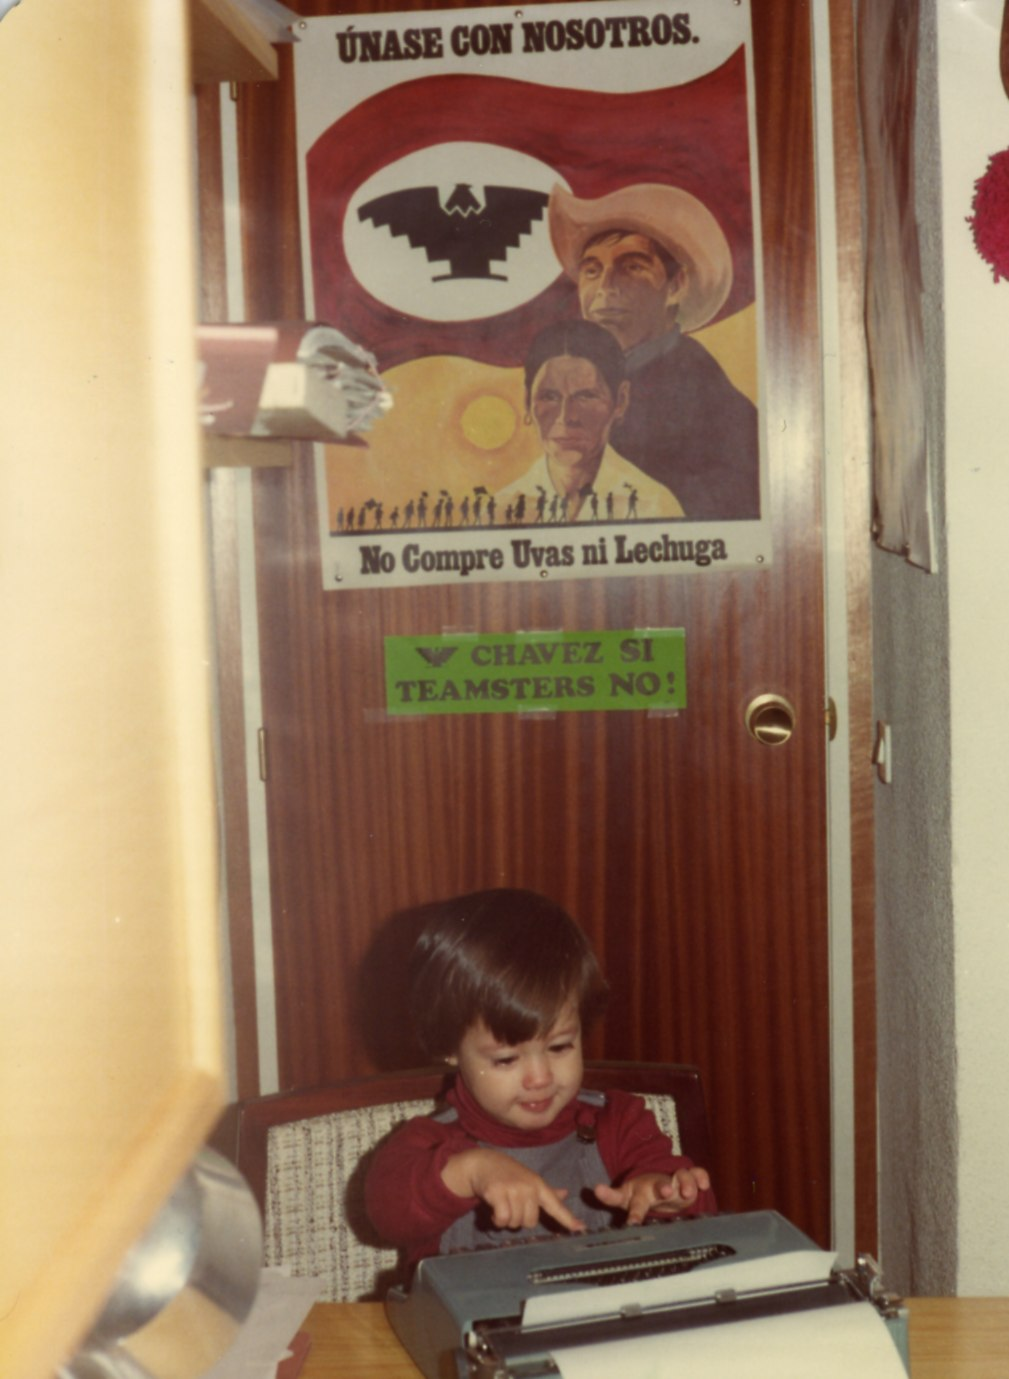 ÚNASE CON NOSOTROS.
No Compre Uvas ni Lechuga
CHAVEZ SI
TEAMSTERS NO!